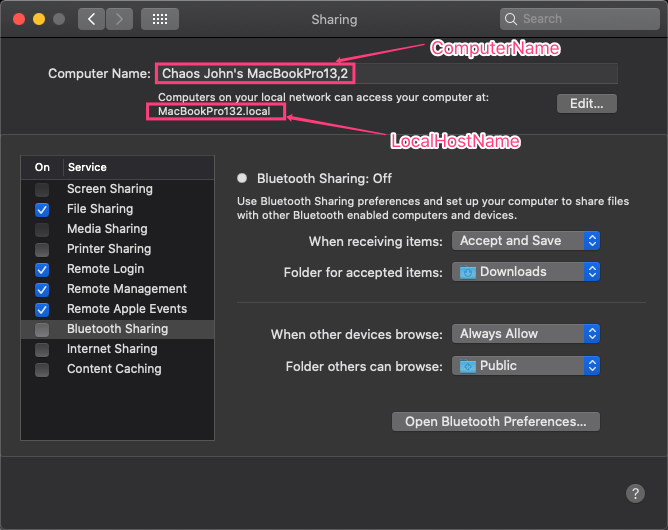 Sharing
Search
ComputerName
Computer Name: Chaos John's MacBookPro13,2
Computers on your local network can access your computer at:
MacBookPro132.local
Edit...
LocalHostName
On Service
Screen Sharing
File Sharing
Media Sharing
Printer Sharing
Remote Login
Remote Management
Remote Apple Events
Bluetooth Sharing
Internet Sharing
Content Caching
Bluetooth Sharing: Off
Use Bluetooth Sharing preferences and set up your computer to share files
with other Bluetooth enabled computers and devices.
When receiving items: Accept and Save
Folder for accepted items: Downloads
When other devices browse: Always Allow
Folder others can browse: Public
Open Bluetooth Preferences...
?